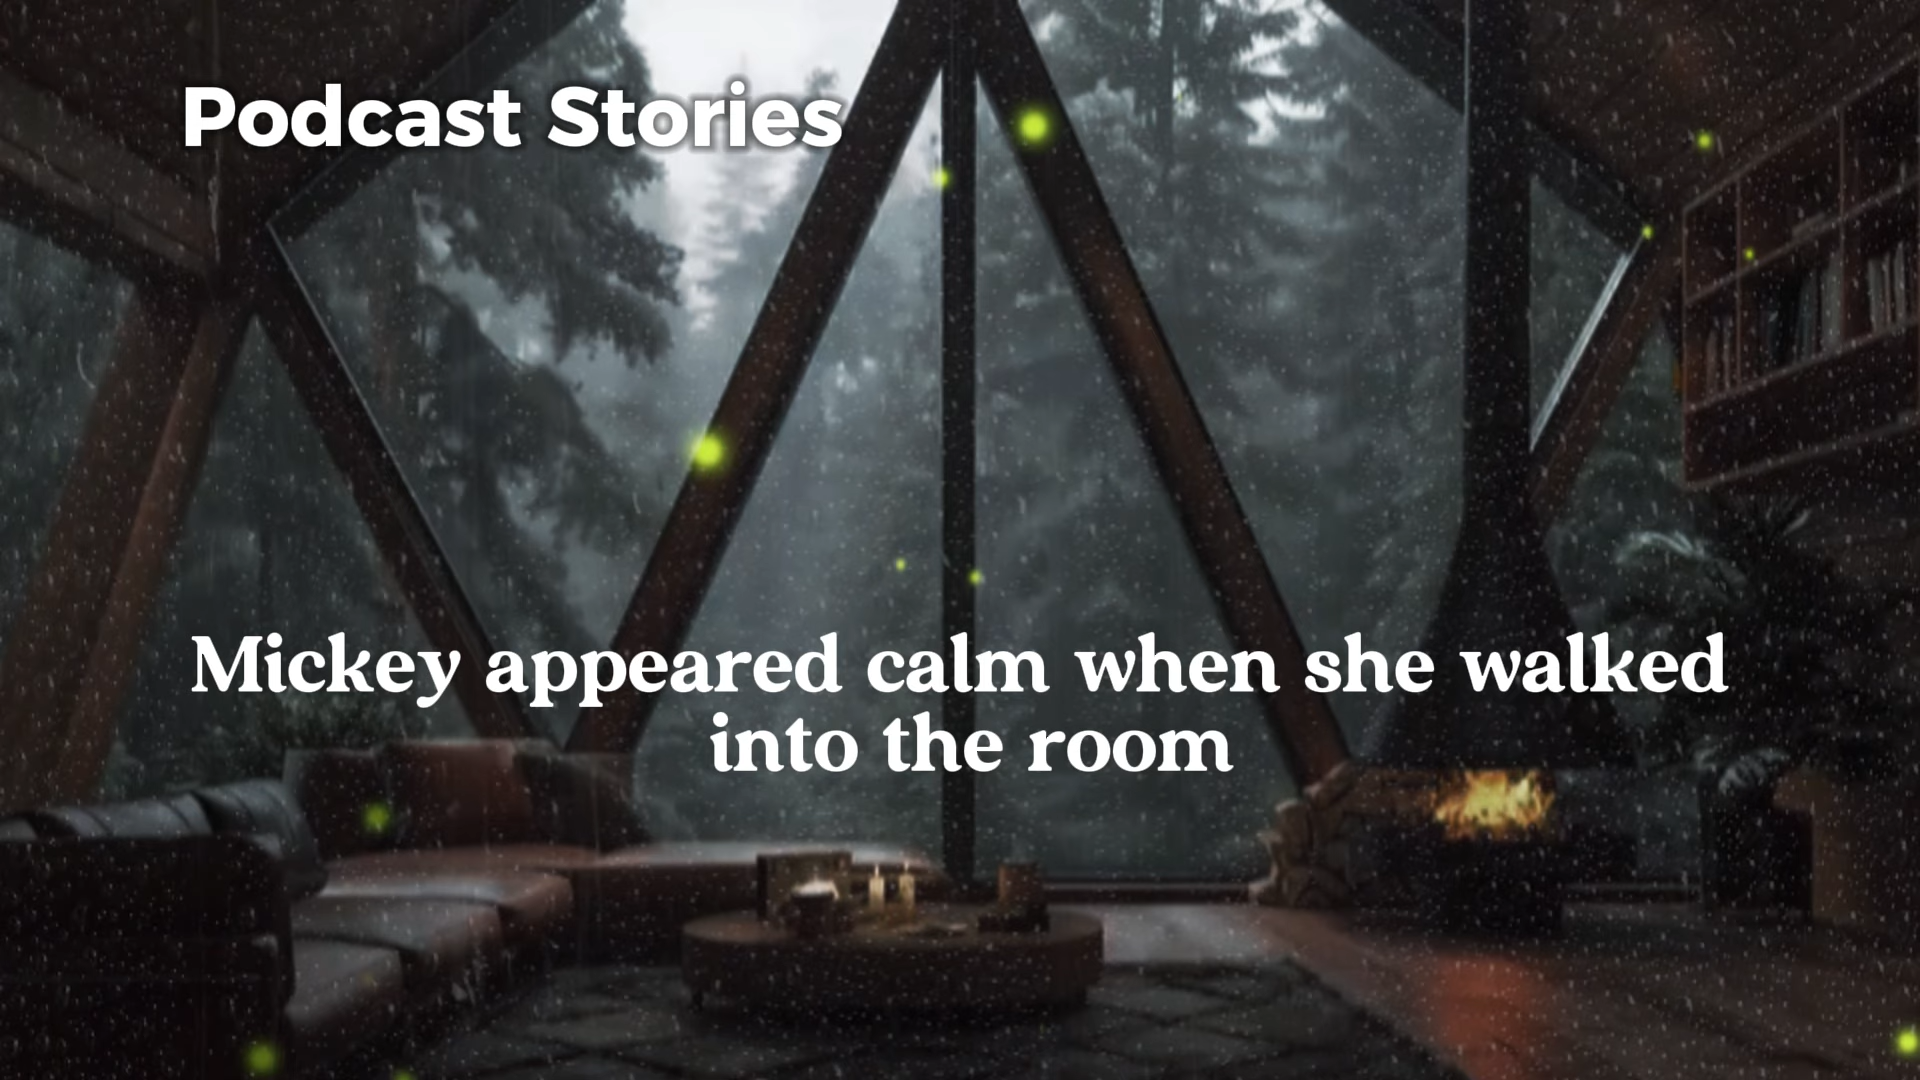 Podcast Stories
Mickey appeared calm when she walked
into the room